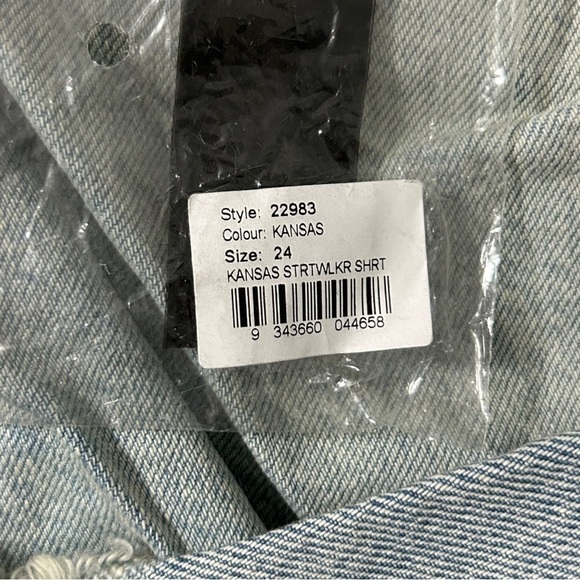 Style: 22983
Colour: KANSAS
Size: 24
KANSAS STRTWLKR SHRT
9 343660 044658